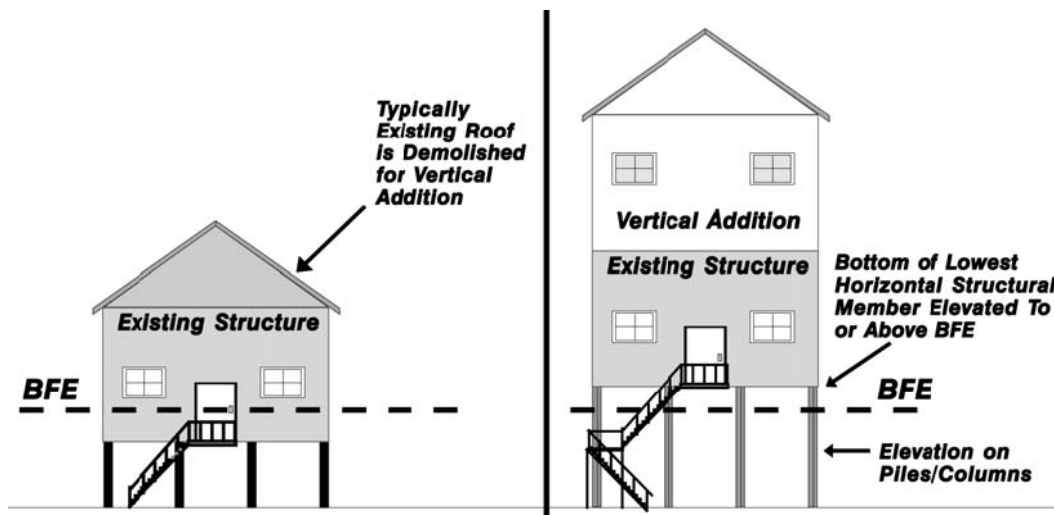 Typically
Existing Roof
is Demolished
for Vertical
Addition
Existing Structure
BFE
Vertical Addition
Existing Structure
Bottom of Lowest
Horizontal Structural
Member Elevated To
or Above BFE
BFE
Elevation on
Piles/Columns